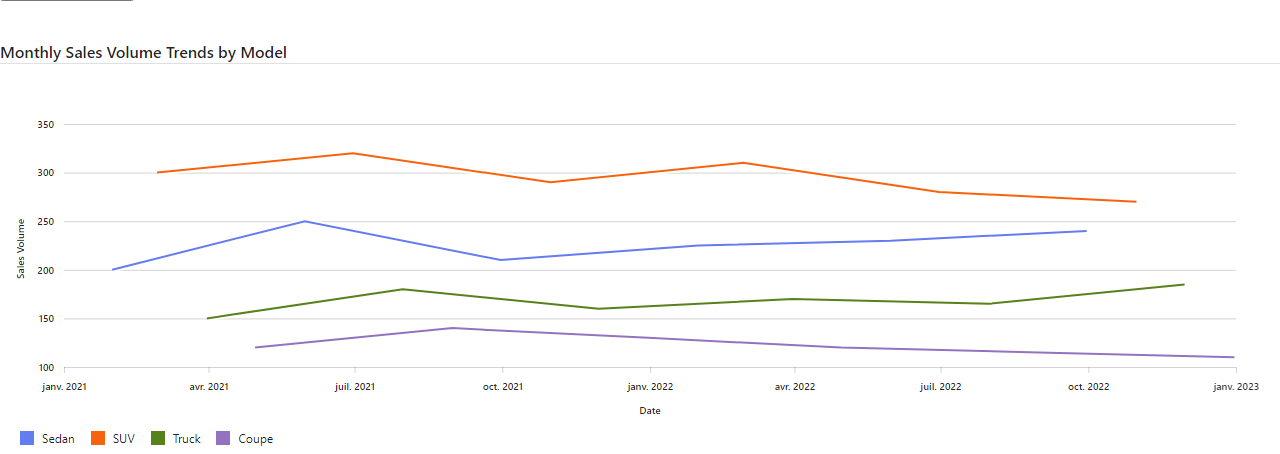 Monthly Sales Volume Trends by Model
350
300
250
200
150
100
Sales Volume
janv. 2021 avr. 2021 juil. 2021 oct. 2021 janv. 2022 avr. 2022 juil. 2022 oct. 2022 janv. 2023
Date
Sedan SUV Truck Coupe